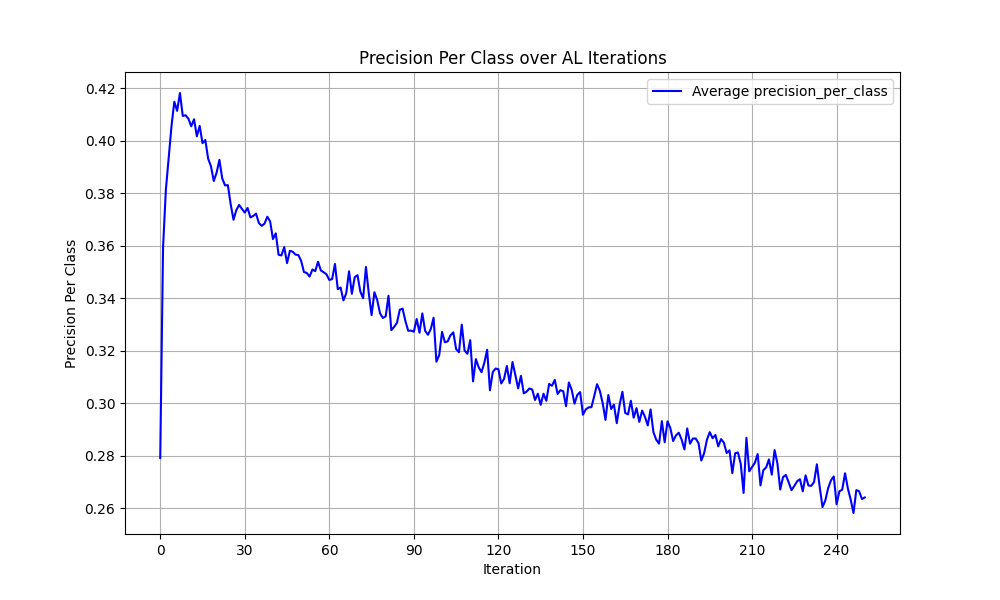 Precision Per Class over AL Iterations
Average precision_per_class
Precision Per Class
0.42
0.40
0.38
0.36
0.34
0.32
0.30
0.28
0.26
0 30 60 90 120 150 180 210 240
Iteration